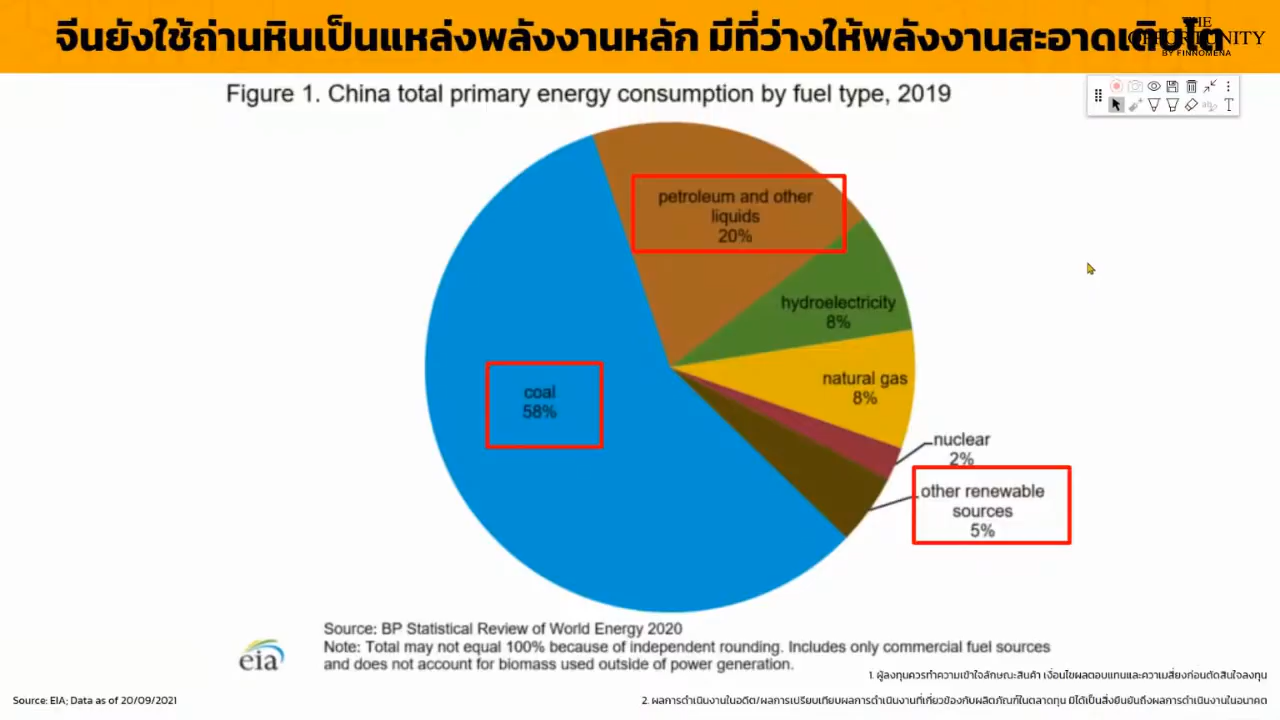 จีนยังใช้ถ่านหินเป็นแหล่งพลังงานหลัก มีที่ว่างให้พลังงานสะอาดเติบโต
THE
OPPORTUNITY
BY FINNOMENA
Figure 1. China total primary energy consumption by fuel type, 2019
petroleum and other
liquids
20%
hydroelectricity
8%
natural gas
8%
coal
58%
nuclear
2%
other renewable
sources
5%
Source: BP Statistical Review of World Energy 2020
Note: Total may not equal 100% because of independent rounding. Includes only commercial fuel sources
and does not account for biomass used outside of power generation.
eia
1. ผู้ลงทุนควรทำความเข้าใจลักษณะสินค้า เงื่อนไขผลตอบแทนและความเสี่ยงก่อนตัดสินใจลงทุน
Source: EIA; Data as of 20/09/2021
2. ผลการดำเนินงานในอดีต/ผลการเปรียบเทียบผลการดำเนินงานที่เกี่ยวข้องกับผลิตภัณฑ์ในตลาดทุน มิได้เป็นสิ่งยืนยันถึงผลการดำเนินงานในอนาคต